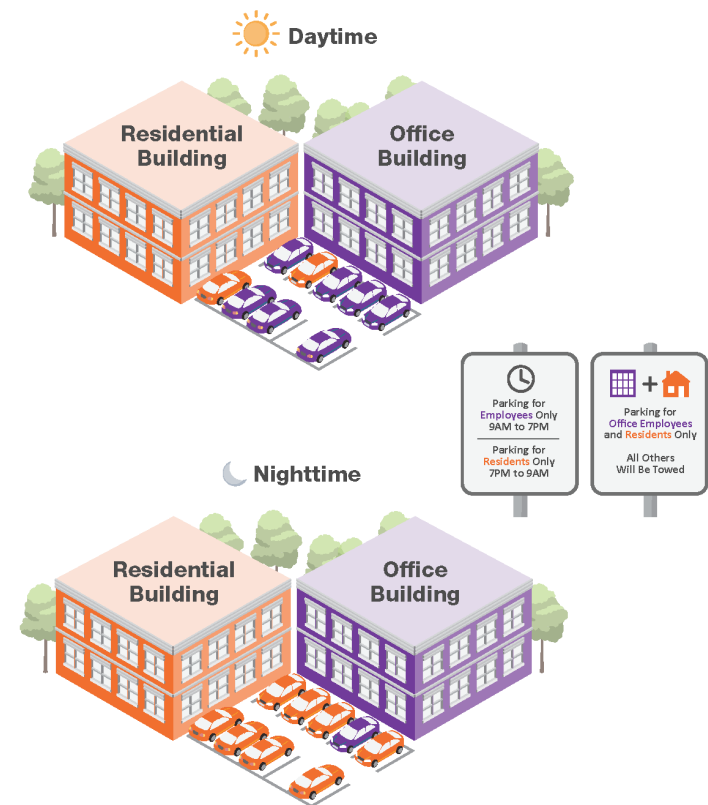 Daytime
Residential
Building
Office
Building
Parking for
Employees Only
9AM to 7PM
Parking for
Residents Only
7PM to 9AM
+
Parking for
Office Employees
and Residents Only
All Others
Will Be Towed
Nighttime
Residential
Building
Office
Building